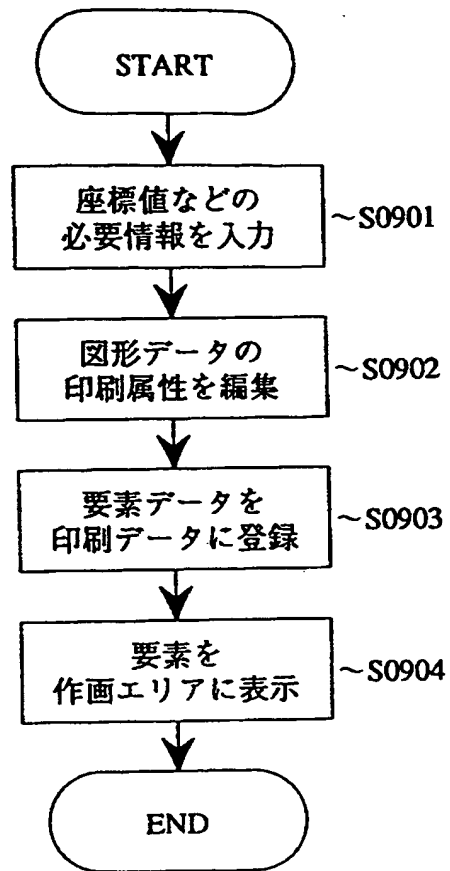 START
座標値などの
必要情報を入力
~S0901
図形データの
印刷属性を編集
~S0902
要素データを
印刷データに登録
~S0903
要素を
作画エリアに表示
~S0904
END